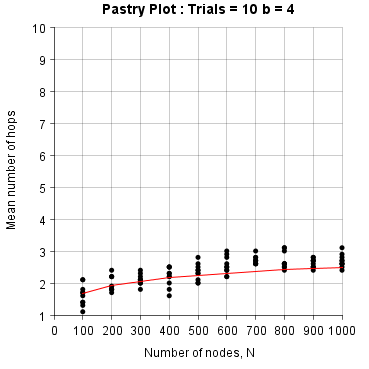 Pastry Plot : Trials = 10 b = 4
10
9
8
7
6
5
4
3
2
1
Mean number of hops
0 100 200 300 400 500 600 700 800 900 1000
Number of nodes, N